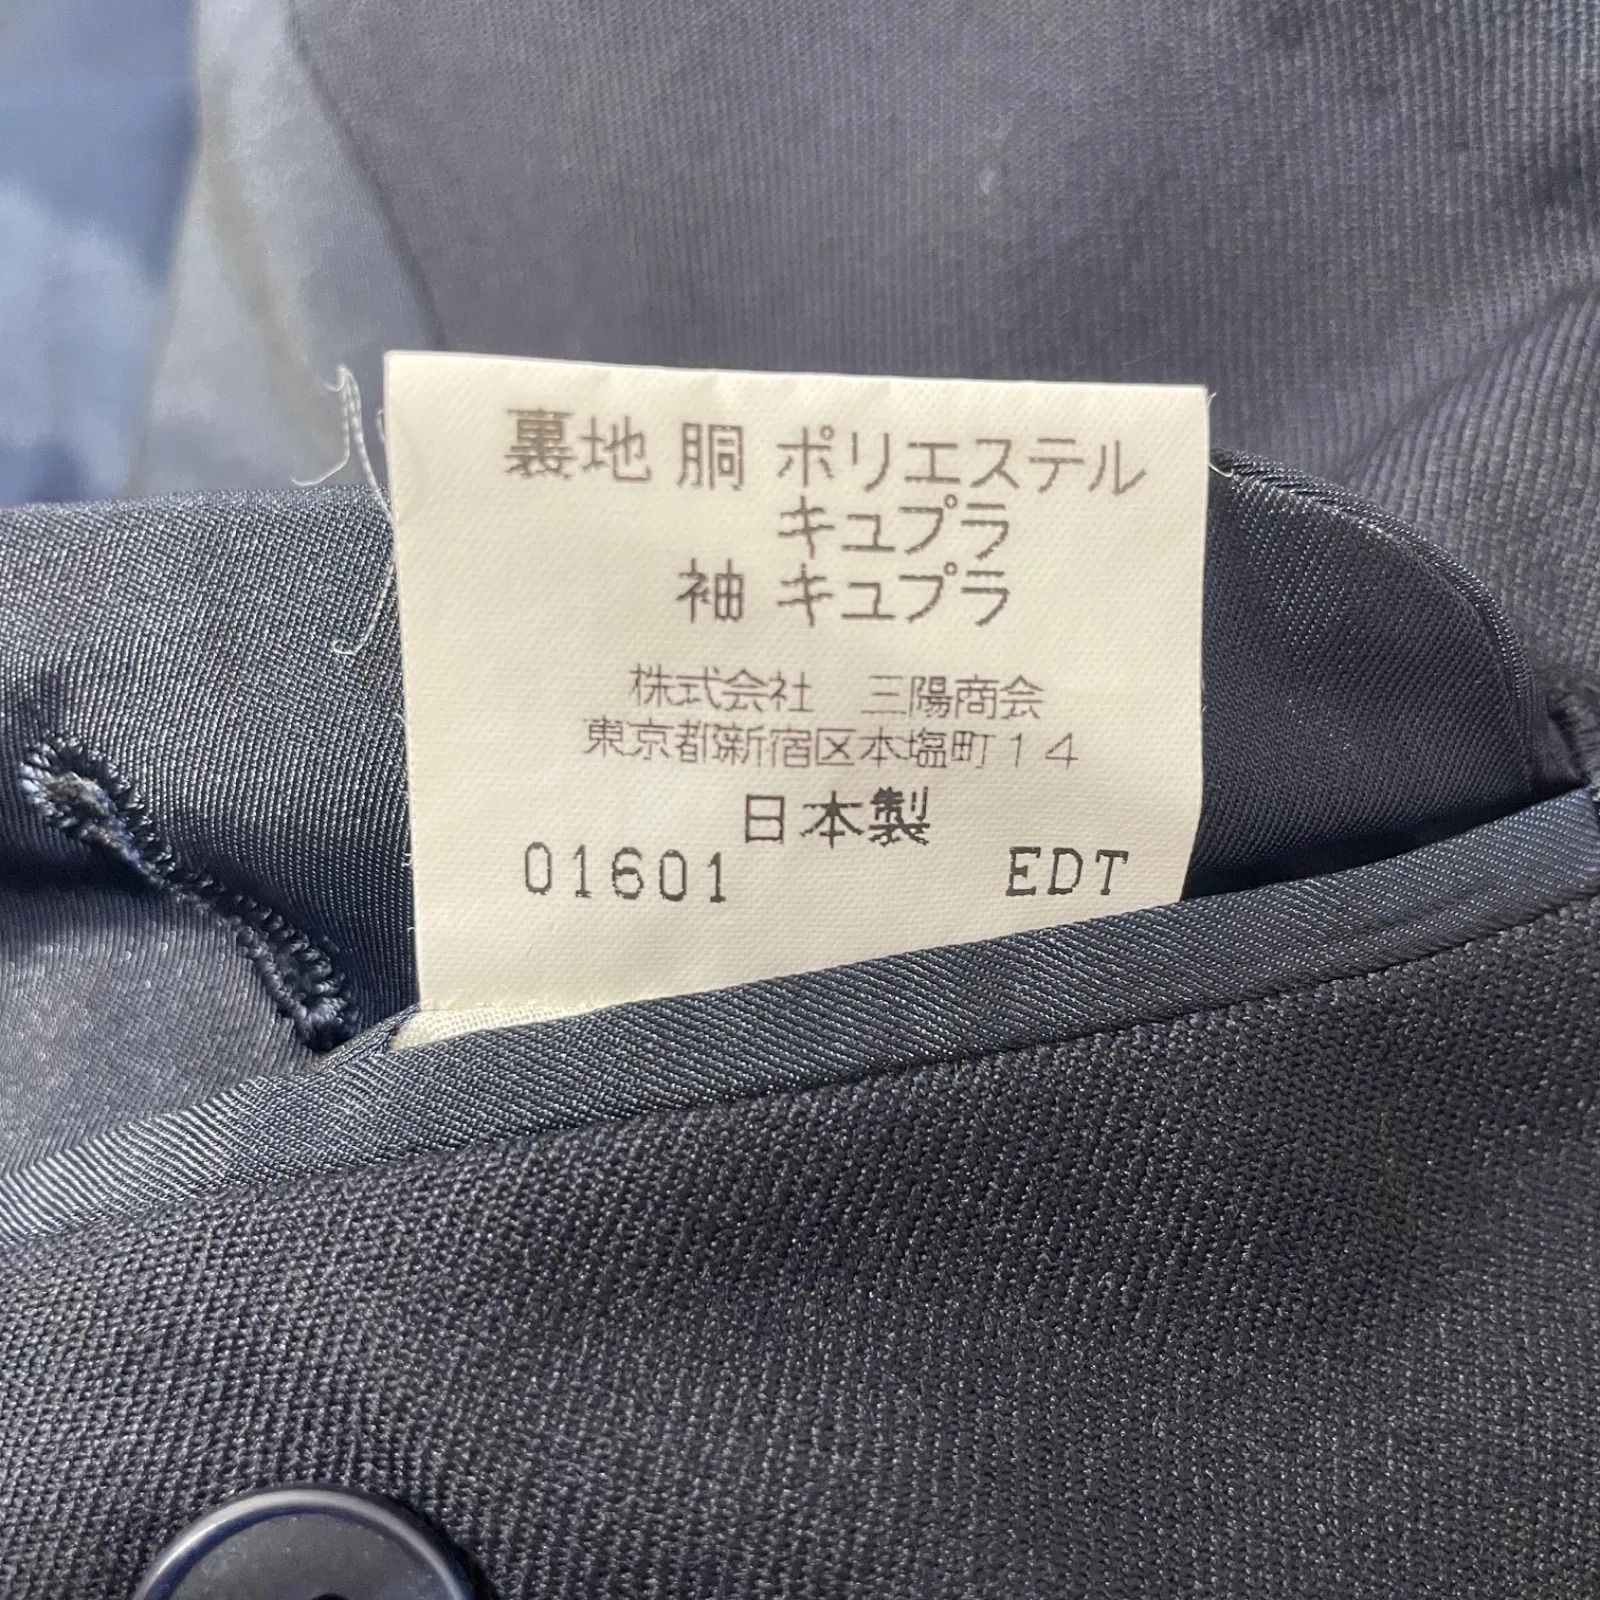 裏地 胴 ポリエステル
キュプラ
袖 キュプラ
株式会社 三陽商会
東京都新宿区本塩町14
日本製
01601 EDT